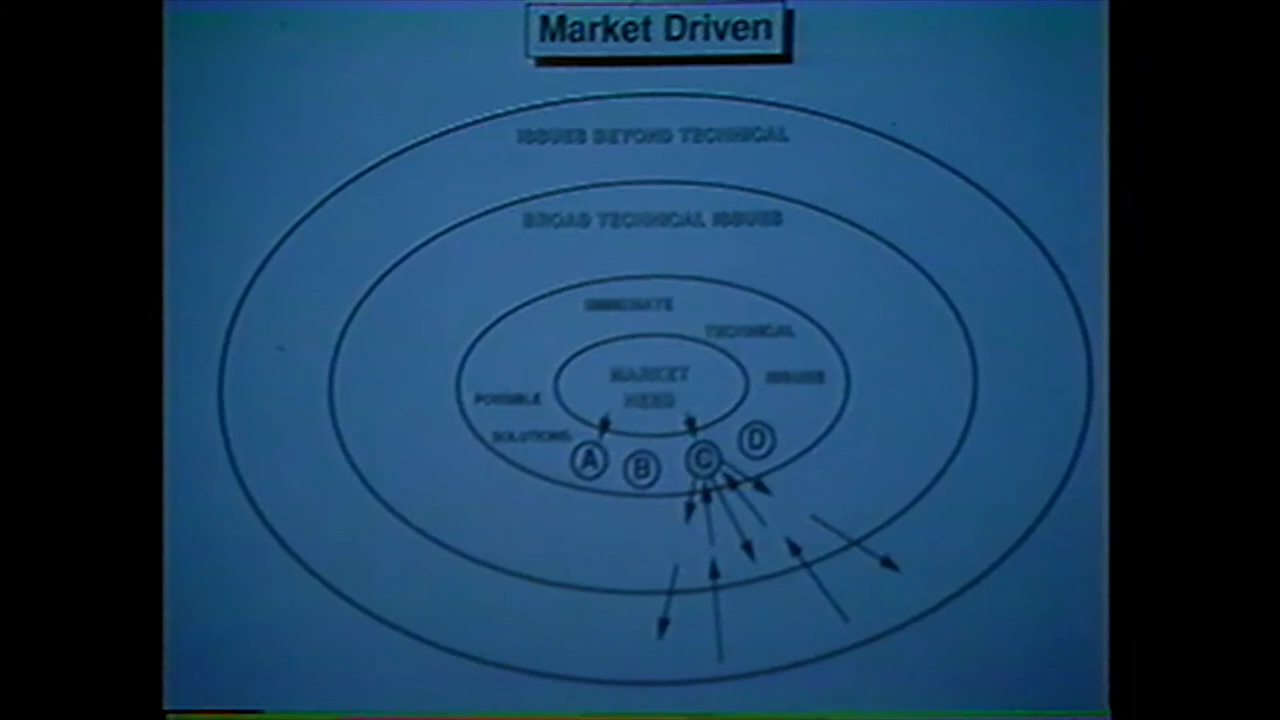 Market Driven
ISSUES BEYOND TECHNICAL
BROAD TECHNICAL ISSUES
IMMEDIATE
TECHNICAL
ISSUES
MARKET
NEED
POSSIBLE
SOLUTIONS
A
B
C
D